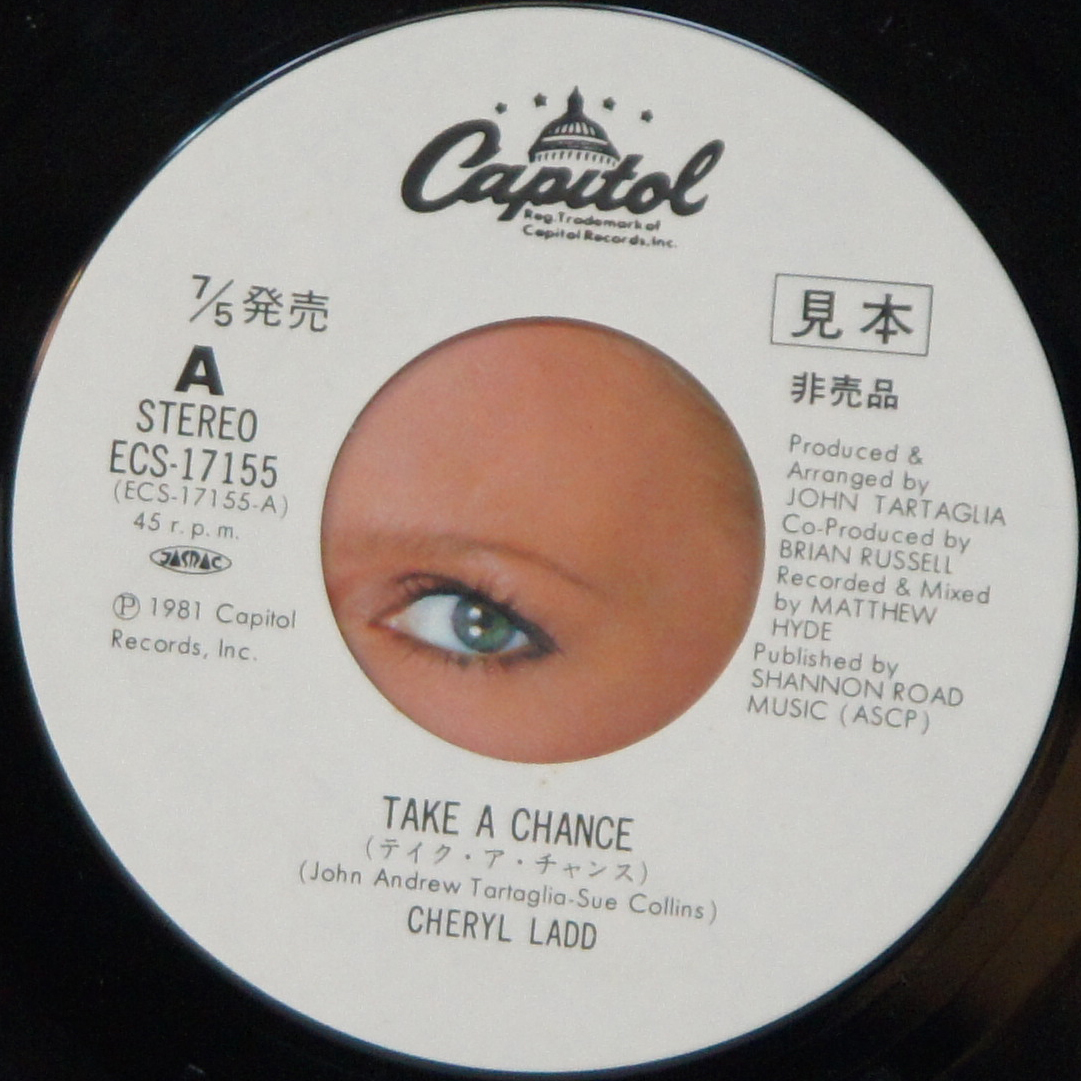 Capitol
Reg. Trademark of
Capitol Records, Inc.
7/5発売
A
STEREO
ECS-17155
(ECS-17155-A)
45 r. p. m.
JASRAC
Ⓟ 1981 Capitol
Records, Inc.
見本
非売品
Produced &
Arranged by
JOHN TARTAGLIA
Co-Produced by
BRIAN RUSSELL
Recorded & Mixed
by MATTHEW
HYDE
Published by
SHANNON ROAD
MUSIC (ASCP)
TAKE A CHANCE
(テイク・ア・チャンス)
(John Andrew Tartaglia-Sue Collins)
CHERYL LADD